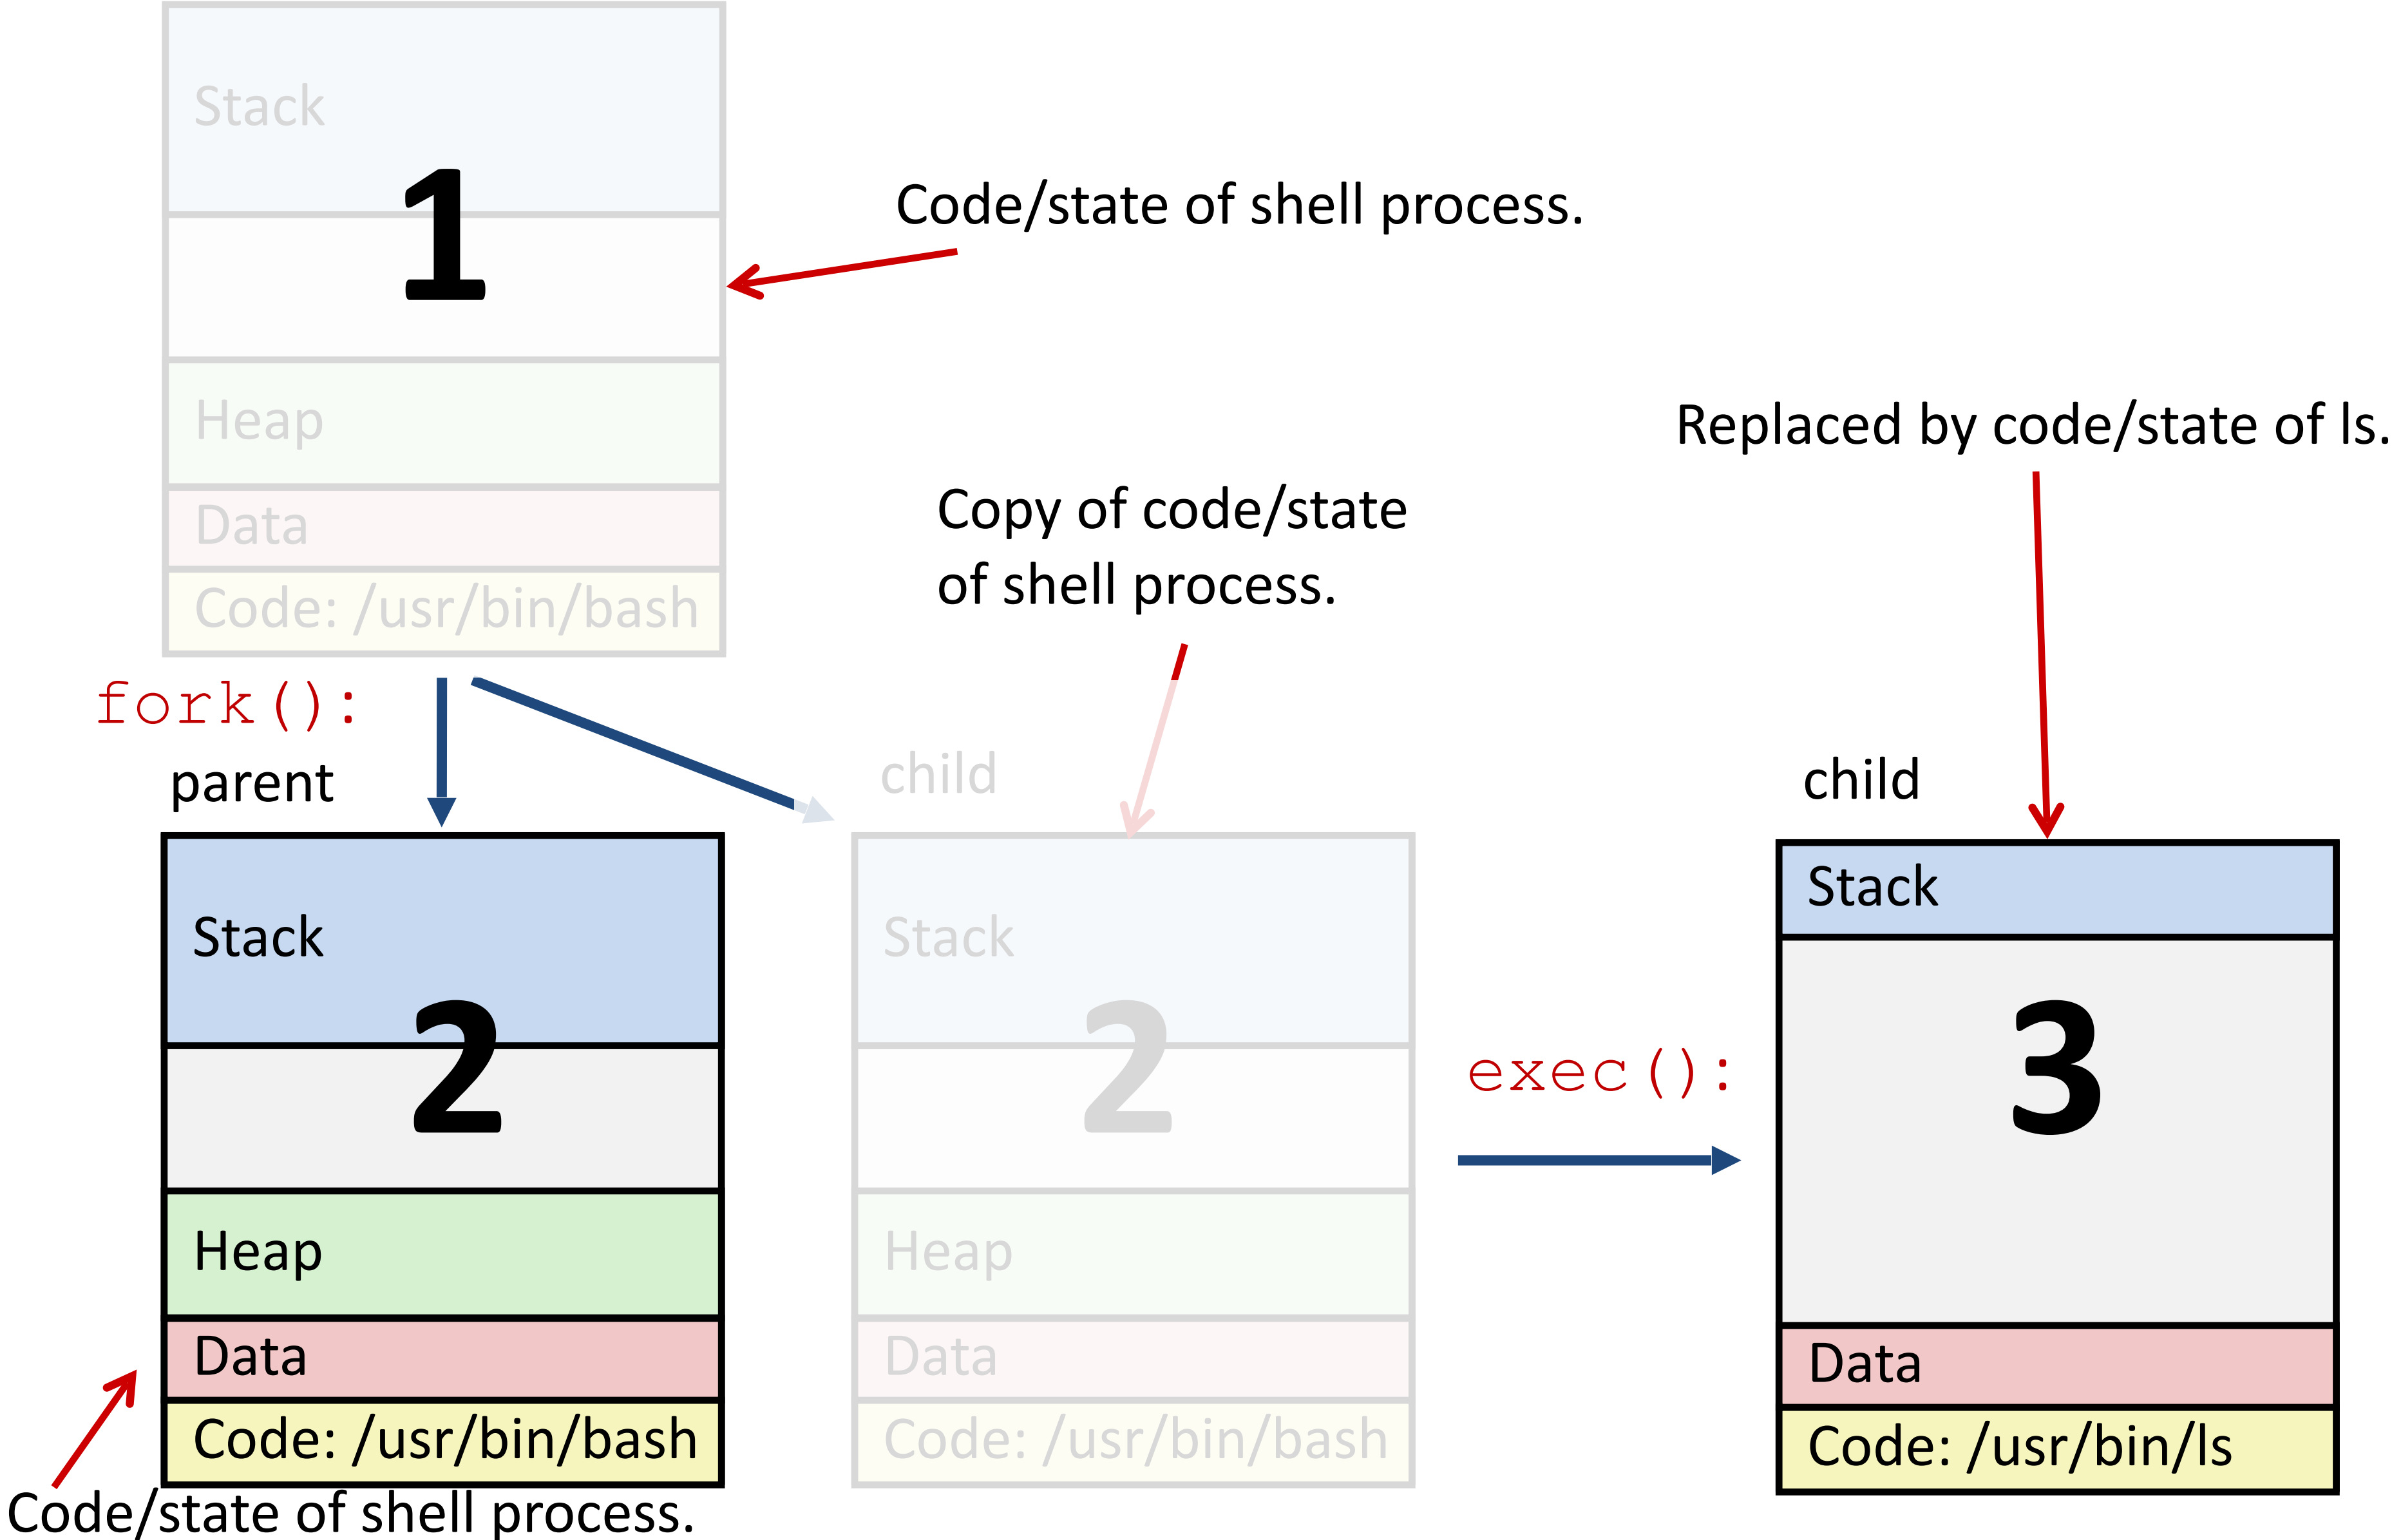 Stack
1
Code/state of shell process.
Heap
Data
Code: /usr/bin/bash
Replaced by code/state of ls.
Copy of code/state
of shell process.
fork():
parent
child
child
Stack
2
Heap
Data
Code: /usr/bin/bash
Code/state of shell process.
Stack
2
Heap
Data
Code: /usr/bin/bash
exec():
Stack
3
Data
Code: /usr/bin/ls